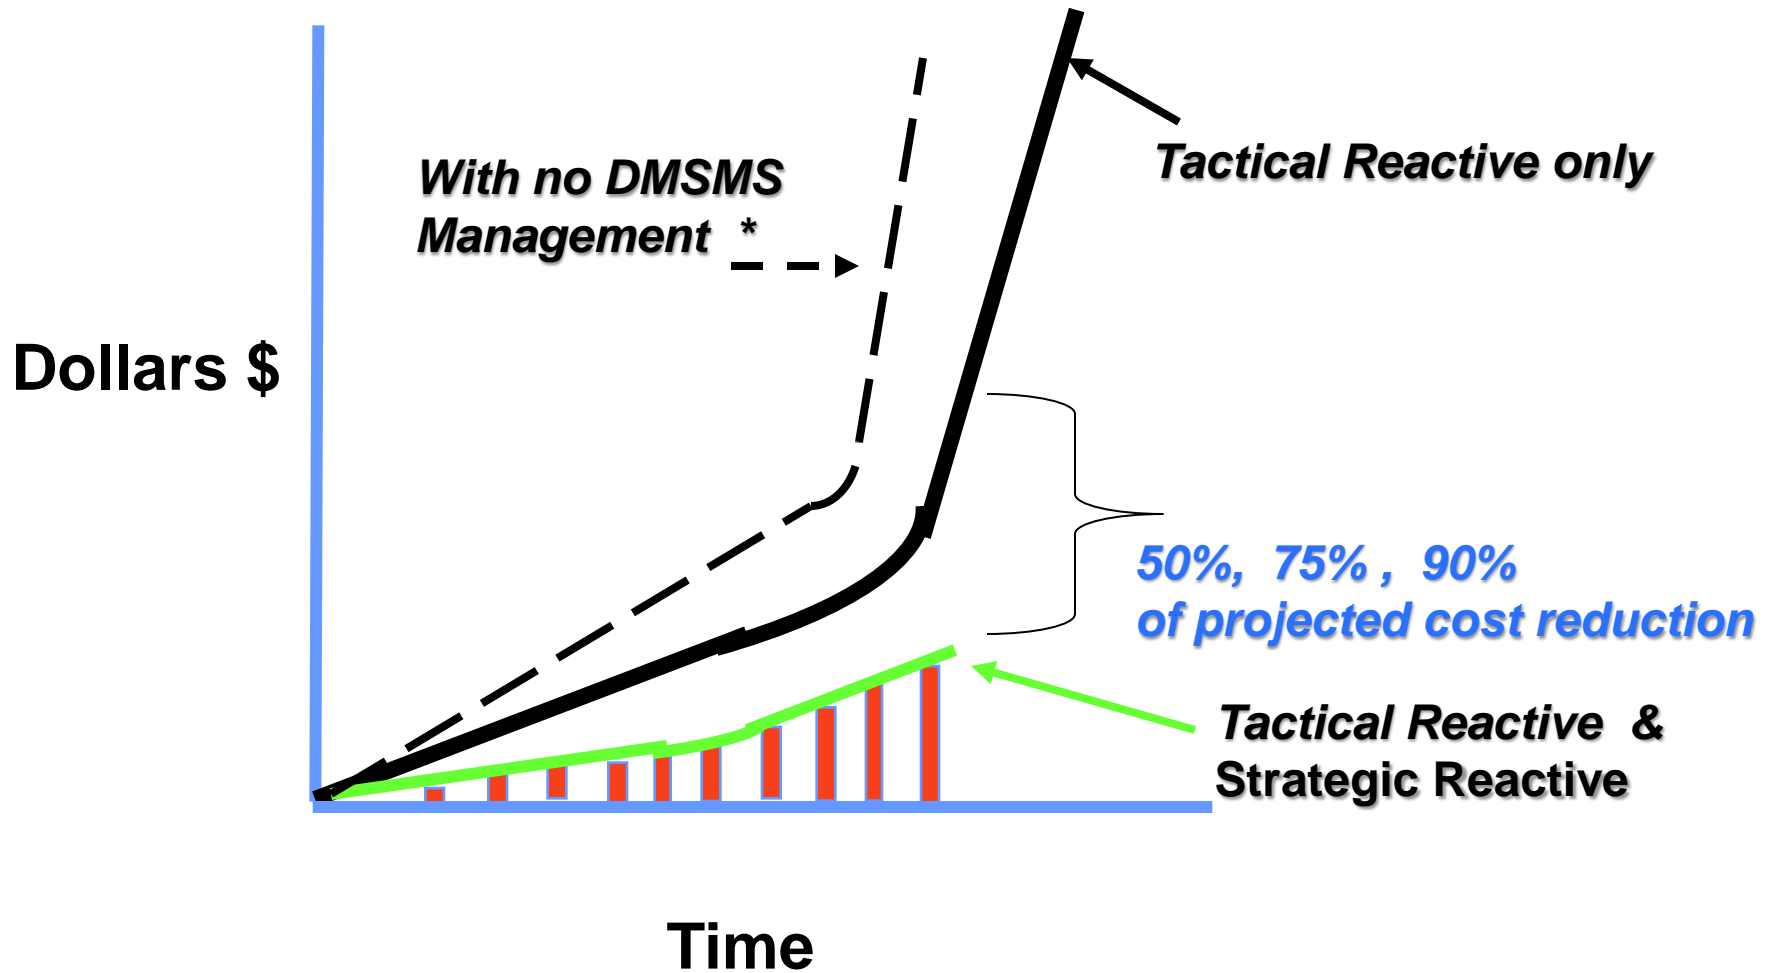 With no DMSMS
Management *
Tactical Reactive only
Dollars $
50%, 75% , 90%
of projected cost reduction
Tactical Reactive &
Strategic Reactive
Time